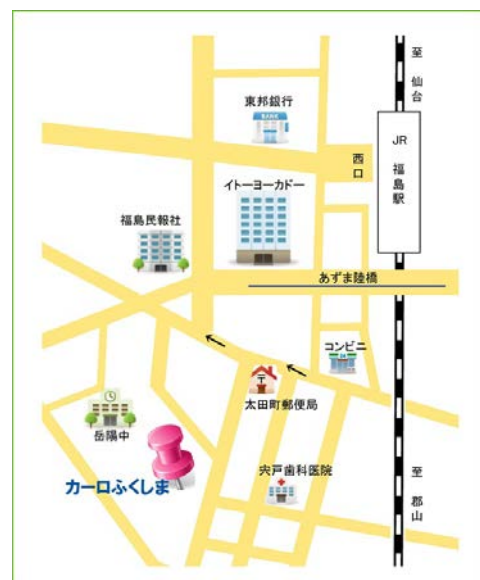 至 仙台
東邦銀行
BANK
JR 福島駅
西口
イトーヨーカドー
福島民報社
あずま陸橋
コンビニ
24
〒
太田町郵便局
岳陽中
カーロふくしま
宍戸歯科医院
至 郡山